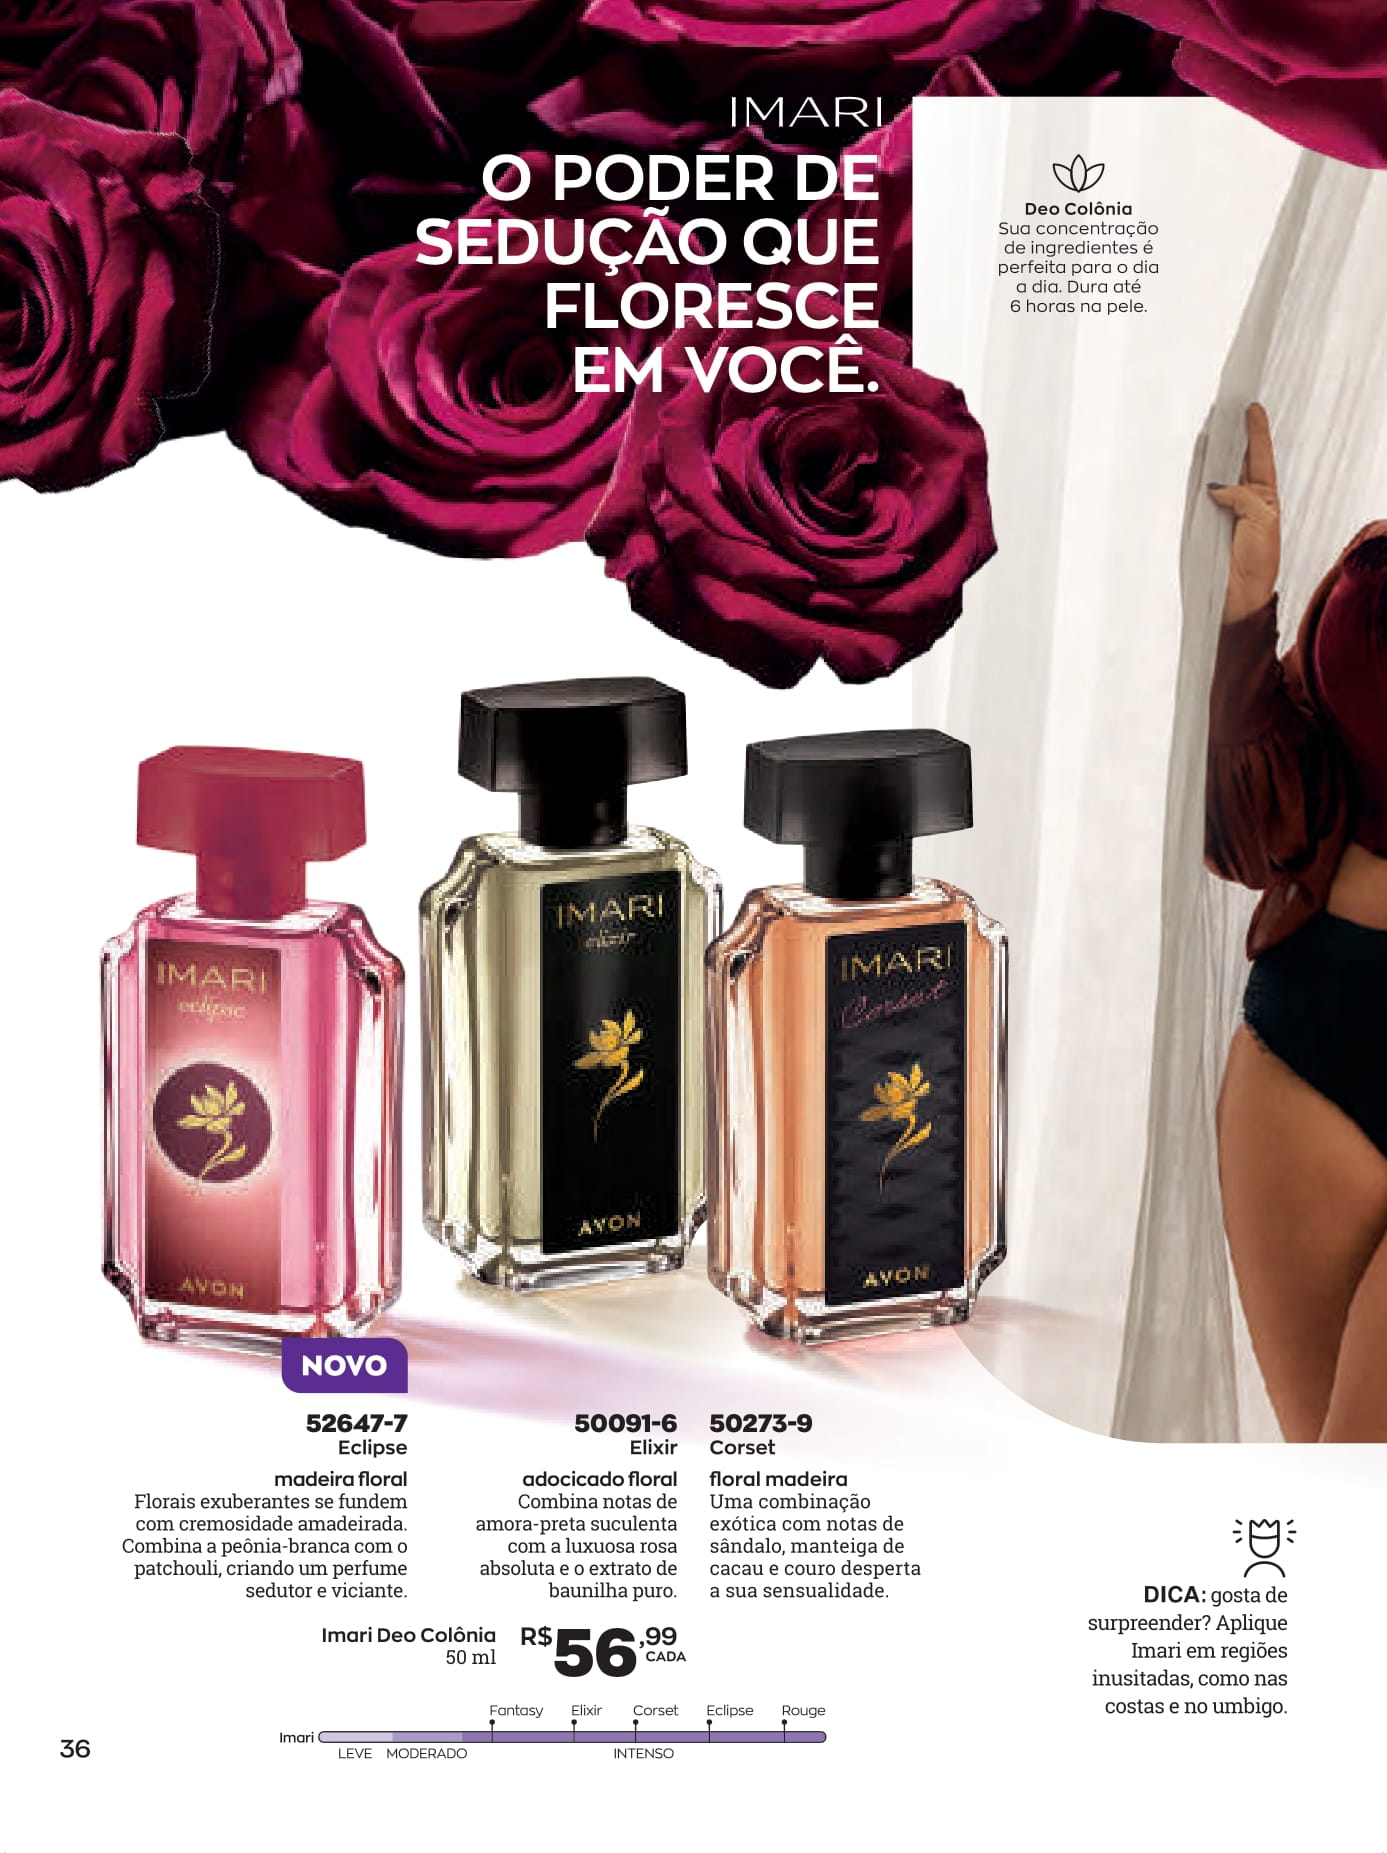 IMARI
O PODER DE
SEDUÇÃO QUE
FLORESCE
EM VOCÊ.
Deo Colônia
Sua concentração
de ingredientes é
perfeita para o dia
a dia. Dura até
6 horas na pele.
IMARI
eclipse
AVON
IMARI
elixir
AVON
IMARI
Corset
AVON
NOVO
52647-7
Eclipse
madeira floral
Florais exuberantes se fundem
com cremosidade amadeirada.
Combina a peônia-branca com o
patchouli, criando um perfume
sedutor e viciante.
50091-6
Elixir
adocicado floral
Combina notas de
amora-preta suculenta
com a luxuosa rosa
absoluta e o extrato de
baunilha puro.
50273-9
Corset
floral madeira
Uma combinação
exótica com notas de
sândalo, manteiga de
cacau e couro desperta
a sua sensualidade.
Imari Deo Colônia
50 ml
R$56,99
CADA
Fantasy Elixir Corset Eclipse Rouge
Imari
LEVE MODERADO INTENSO
DICA: gosta de
surpreender? Aplique
Imari em regiões
inusitadas, como nas
costas e no umbigo.
36